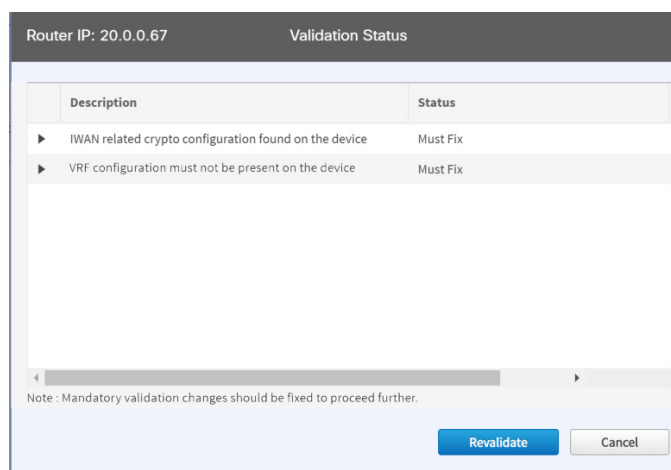 Router IP: 20.0.0.67 Validation Status
Description Status
IWAN related crypto configuration found on the device Must Fix
VRF configuration must not be present on the device Must Fix
Note : Mandatory validation changes should be fixed to proceed further.
Revalidate Cancel